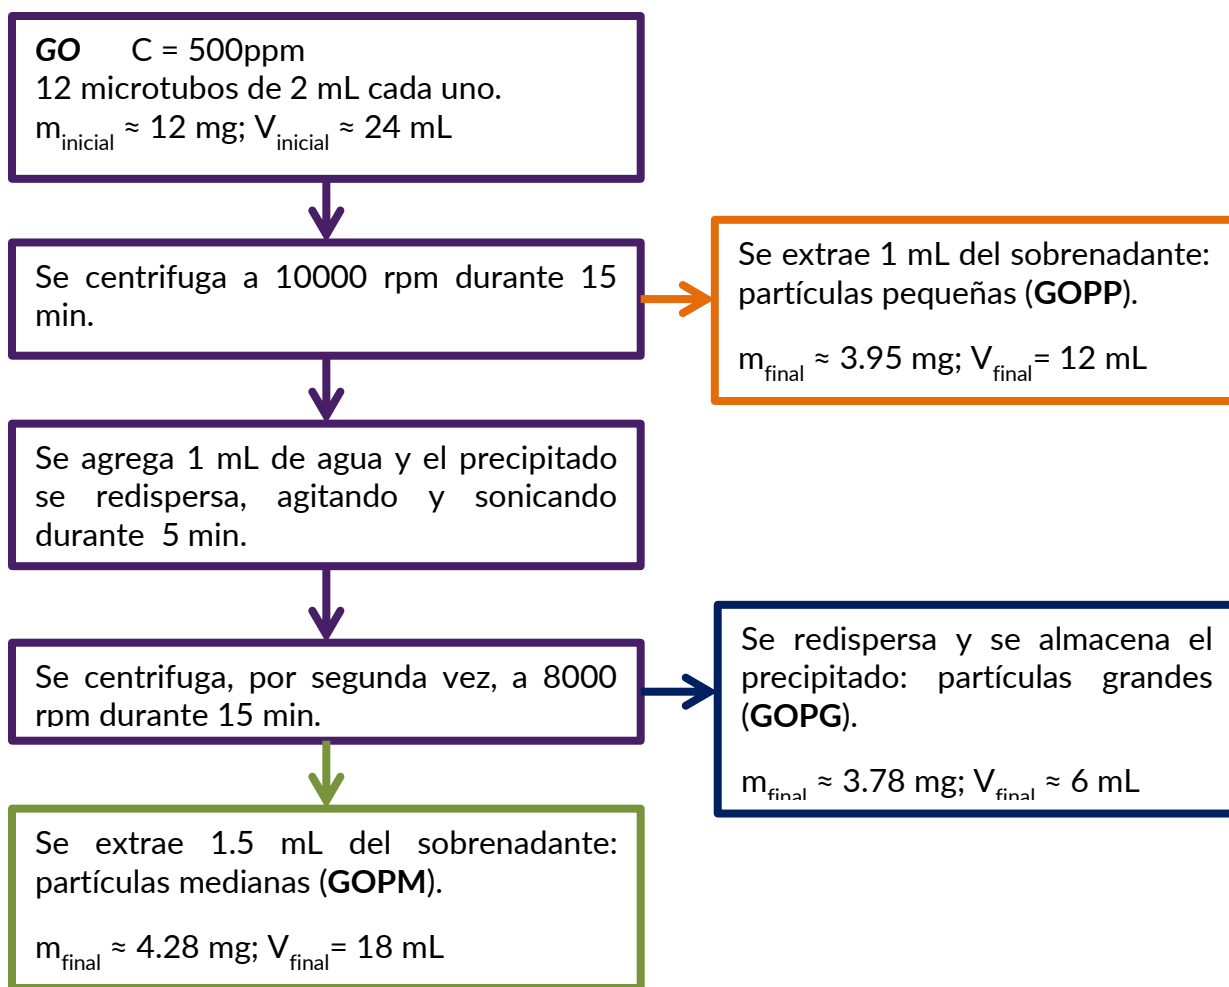 GO C = 500ppm
12 microtubos de 2 mL cada uno.
minicial ≈ 12 mg; Vinicial ≈ 24 mL
Se centrifuga a 10000 rpm durante 15
min.
Se extrae 1 mL del sobrenadante:
partículas pequeñas (GOPP).
mfinal ≈ 3.95 mg; Vfinal= 12 mL
Se agrega 1 mL de agua y el precipitado
se redispersa, agitando y sonicando
durante 5 min.
Se centrifuga, por segunda vez, a 8000
rpm durante 15 min.
Se redispersa y se almacena el
precipitado: partículas grandes
(GOPG).
mfinal ≈ 3.78 mg; Vfinal ≈ 6 mL
Se extrae 1.5 mL del sobrenadante:
partículas medianas (GOPM).
mfinal ≈ 4.28 mg; Vfinal= 18 mL